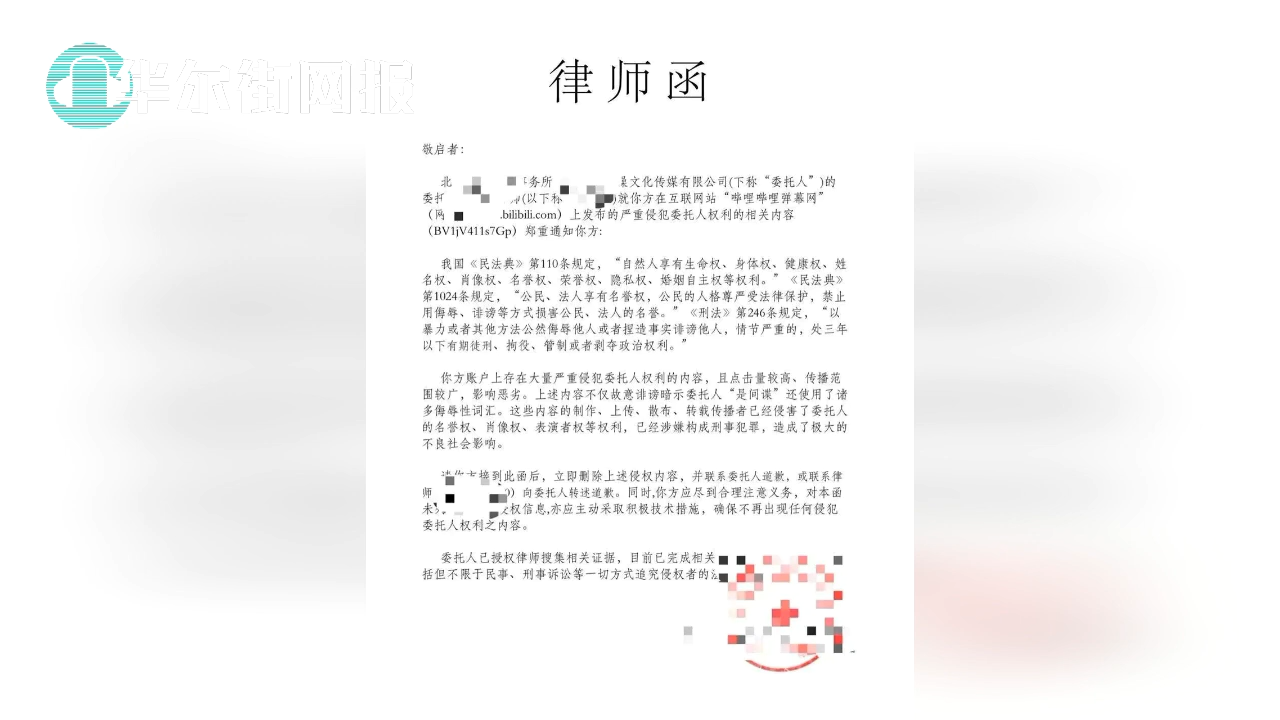 华尔街网报
律师函
敬启者：
北 事务所 文化传媒有限公司(下称“委托人”)的
委托 (以下称 )就你方在互联网站“哔哩哔哩弹幕网”
（网 .bilibili.com）上发布的严重侵犯委托人权利的相关内容
（BV1jV411s7Gp）郑重通知你方:
我国《民法典》第110条规定，“自然人享有生命权、身体权、健康权、姓
名权、肖像权、名誉权、荣誉权、隐私权、婚姻自主权等权利。”《民法典》
第1024条规定，“公民、法人享有名誉权，公民的人格尊严受法律保护，禁止
用侮辱、诽谤等方式损害公民、法人的名誉。”《刑法》第246条规定，“以
暴力或者其他方法公然侮辱他人或者捏造事实诽谤他人，情节严重的，处三年
以下有期徒刑、拘役、管制或者剥夺政治权利。”
你方账户上存在大量严重侵犯委托人权利的内容，且点击量较高、传播范
围较广，影响恶劣。上述内容不仅故意诽谤暗示委托人“是间谍”还使用了诸
多侮辱性词汇。这些内容的制作、上传、散布、转载传播者已经侵害了委托人
的名誉权、肖像权、表演者权等权利，已经涉嫌构成刑事犯罪，造成了极大的
不良社会影响。
请你方接到此函后，立即删除上述侵权内容，并联系委托人道歉，或联系律
师 0）向委托人转述道歉。同时,你方应尽到合理注意义务，对本函
未 权信息,亦应主动采取积极技术措施，确保不再出现任何侵犯
委托人权利之内容。
委托人已授权律师搜集相关证据，目前已完成相关
括但不限于民事、刑事诉讼等一切方式追究侵权者的